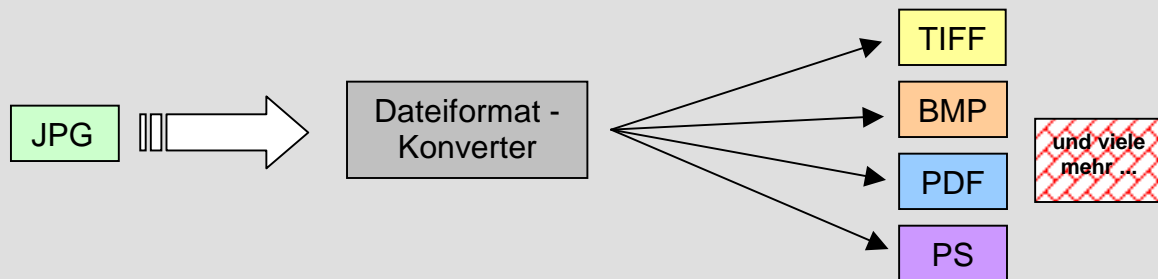 JPG
Dateiformat -
Konverter
TIFF
BMP
PDF
PS
und viele
mehr ...